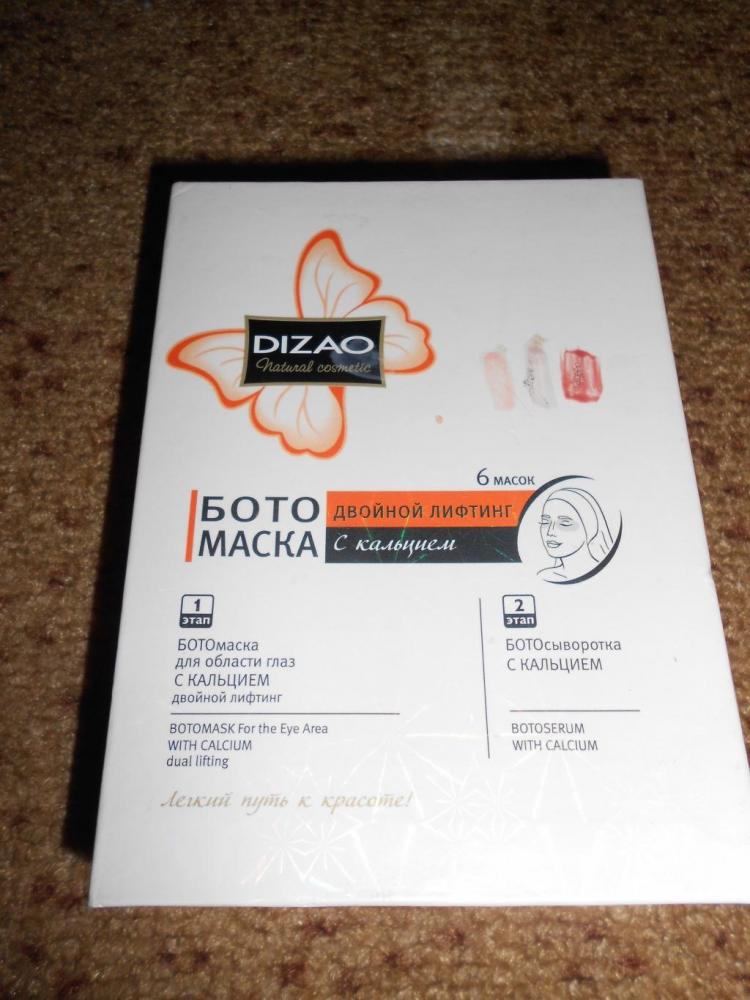 DIZAO
Natural cosmetic
6 МАСОК
БОТО
МАСКА
ДВОЙНОЙ ЛИФТИНГ
С кальцием
1
этап
БОТОмаска
для области глаз
С КАЛЬЦИЕМ
двойной лифтинг
BOTOMASK For the Eye Area
WITH CALCIUM
dual lifting
2
этап
БОТОсыворотка
С КАЛЬЦИЕМ
BOTOSERUM
WITH CALCIUM
Легкий путь к красоте!